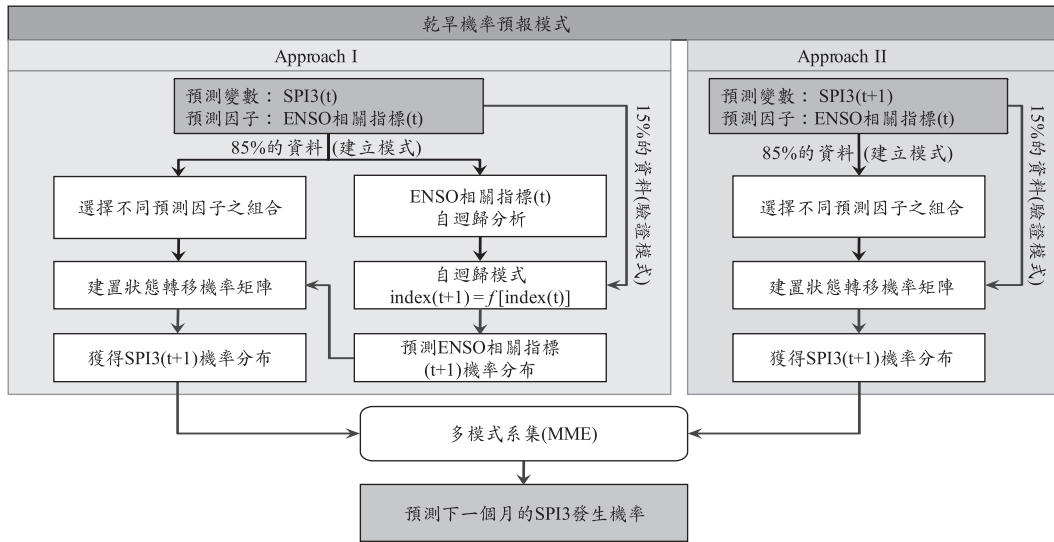 乾旱機率預報模式
Approach I
預測變數： SPI3(t)
預測因子：ENSO相關指標(t)
85%的資料 (建立模式)
15%的資料(驗證模式)
選擇不同預測因子之組合
ENSO相關指標(t)
自迴歸分析
建置狀態轉移機率矩陣
自迴歸模式
index(t+1) = f [index(t)]
獲得SPI3(t+1)機率分布
預測ENSO相關指標
(t+1)機率分布
Approach II
預測變數： SPI3(t+1)
預測因子：ENSO相關指標(t)
85%的資料 (建立模式)
15%的資料(驗證模式)
選擇不同預測因子之組合
建置狀態轉移機率矩陣
獲得SPI3(t+1)機率分布
多模式系集(MME)
預測下一個月的SPI3發生機率